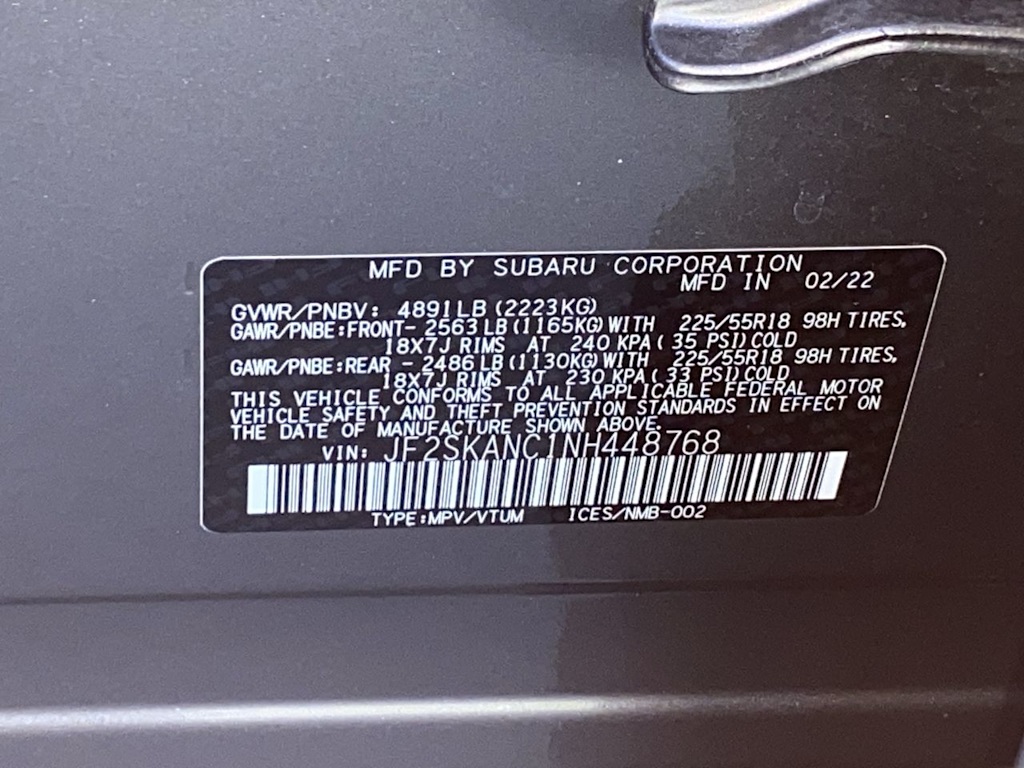 MFD BY SUBARU CORPORATION
MFD IN 02/22
GVWR/PNBV: 4891LB (2223KG)
GAWR/PNBE:FRONT- 2563LB (1165KG) WITH 225/55R18 98H TIRES,
18X7J RIMS AT 240 KPA ( 35 PSI) COLD
GAWR/PNBE:REAR - 2486LB (1130KG) WITH 225/55R18 98H TIRES,
18X7J RIMS AT 230 KPA ( 33 PSI) COLD
THIS VEHICLE CONFORMS TO ALL APPLICABLE FEDERAL MOTOR
VEHICLE SAFETY AND THEFT PREVENTION STANDARDS IN EFFECT ON
THE DATE OF MANUFACTURE SHOWN ABOVE.
VIN: JF2SKANC1NH448768
TYPE:MPV/VTUM ICES/NMB-002